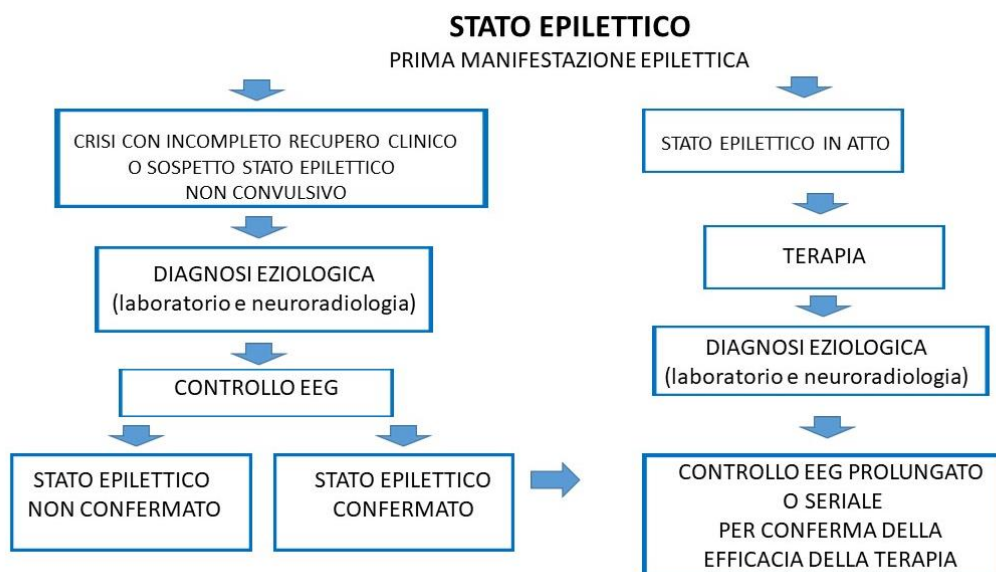 STATO EPILETTICO
PRIMA MANIFESTAZIONE EPILETTICA
CRISI CON INCOMPLETO RECUPERO CLINICO
O SOSPETTO STATO EPILETTICO
NON CONVULSIVO
DIAGNOSI EZIOLOGICA
(laboratorio e neuroradiologia)
CONTROLLO EEG
STATO EPILETTICO
NON CONFERMATO
STATO EPILETTICO
CONFERMATO
STATO EPILETTICO IN ATTO
TERAPIA
DIAGNOSI EZIOLOGICA
(laboratorio e neuroradiologia)
CONTROLLO EEG PROLUNGATO
O SERIALE
PER CONFERMA DELLA
EFFICACIA DELLA TERAPIA